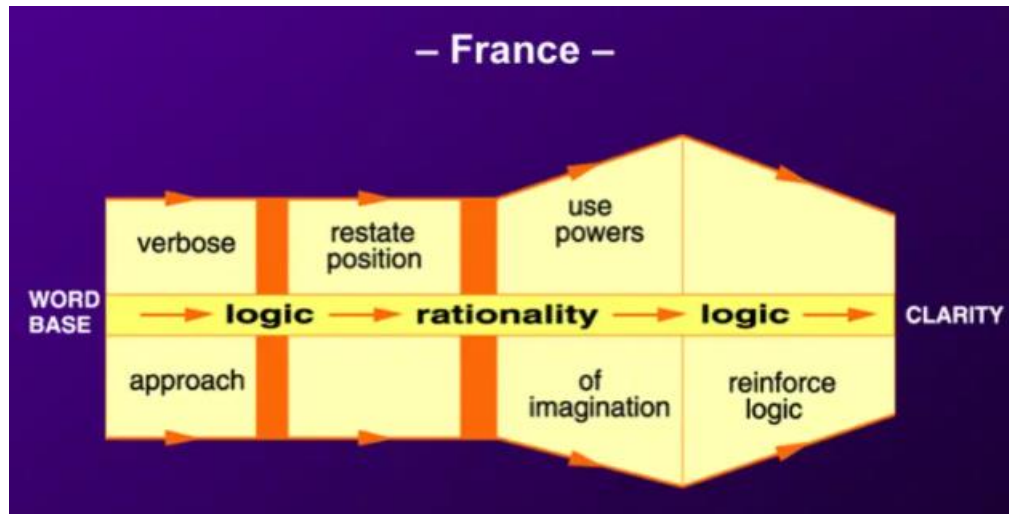 – France –
verbose
restate
position
use
powers
WORD
BASE
logic
rationality
logic
CLARITY
approach
of
imagination
reinforce
logic